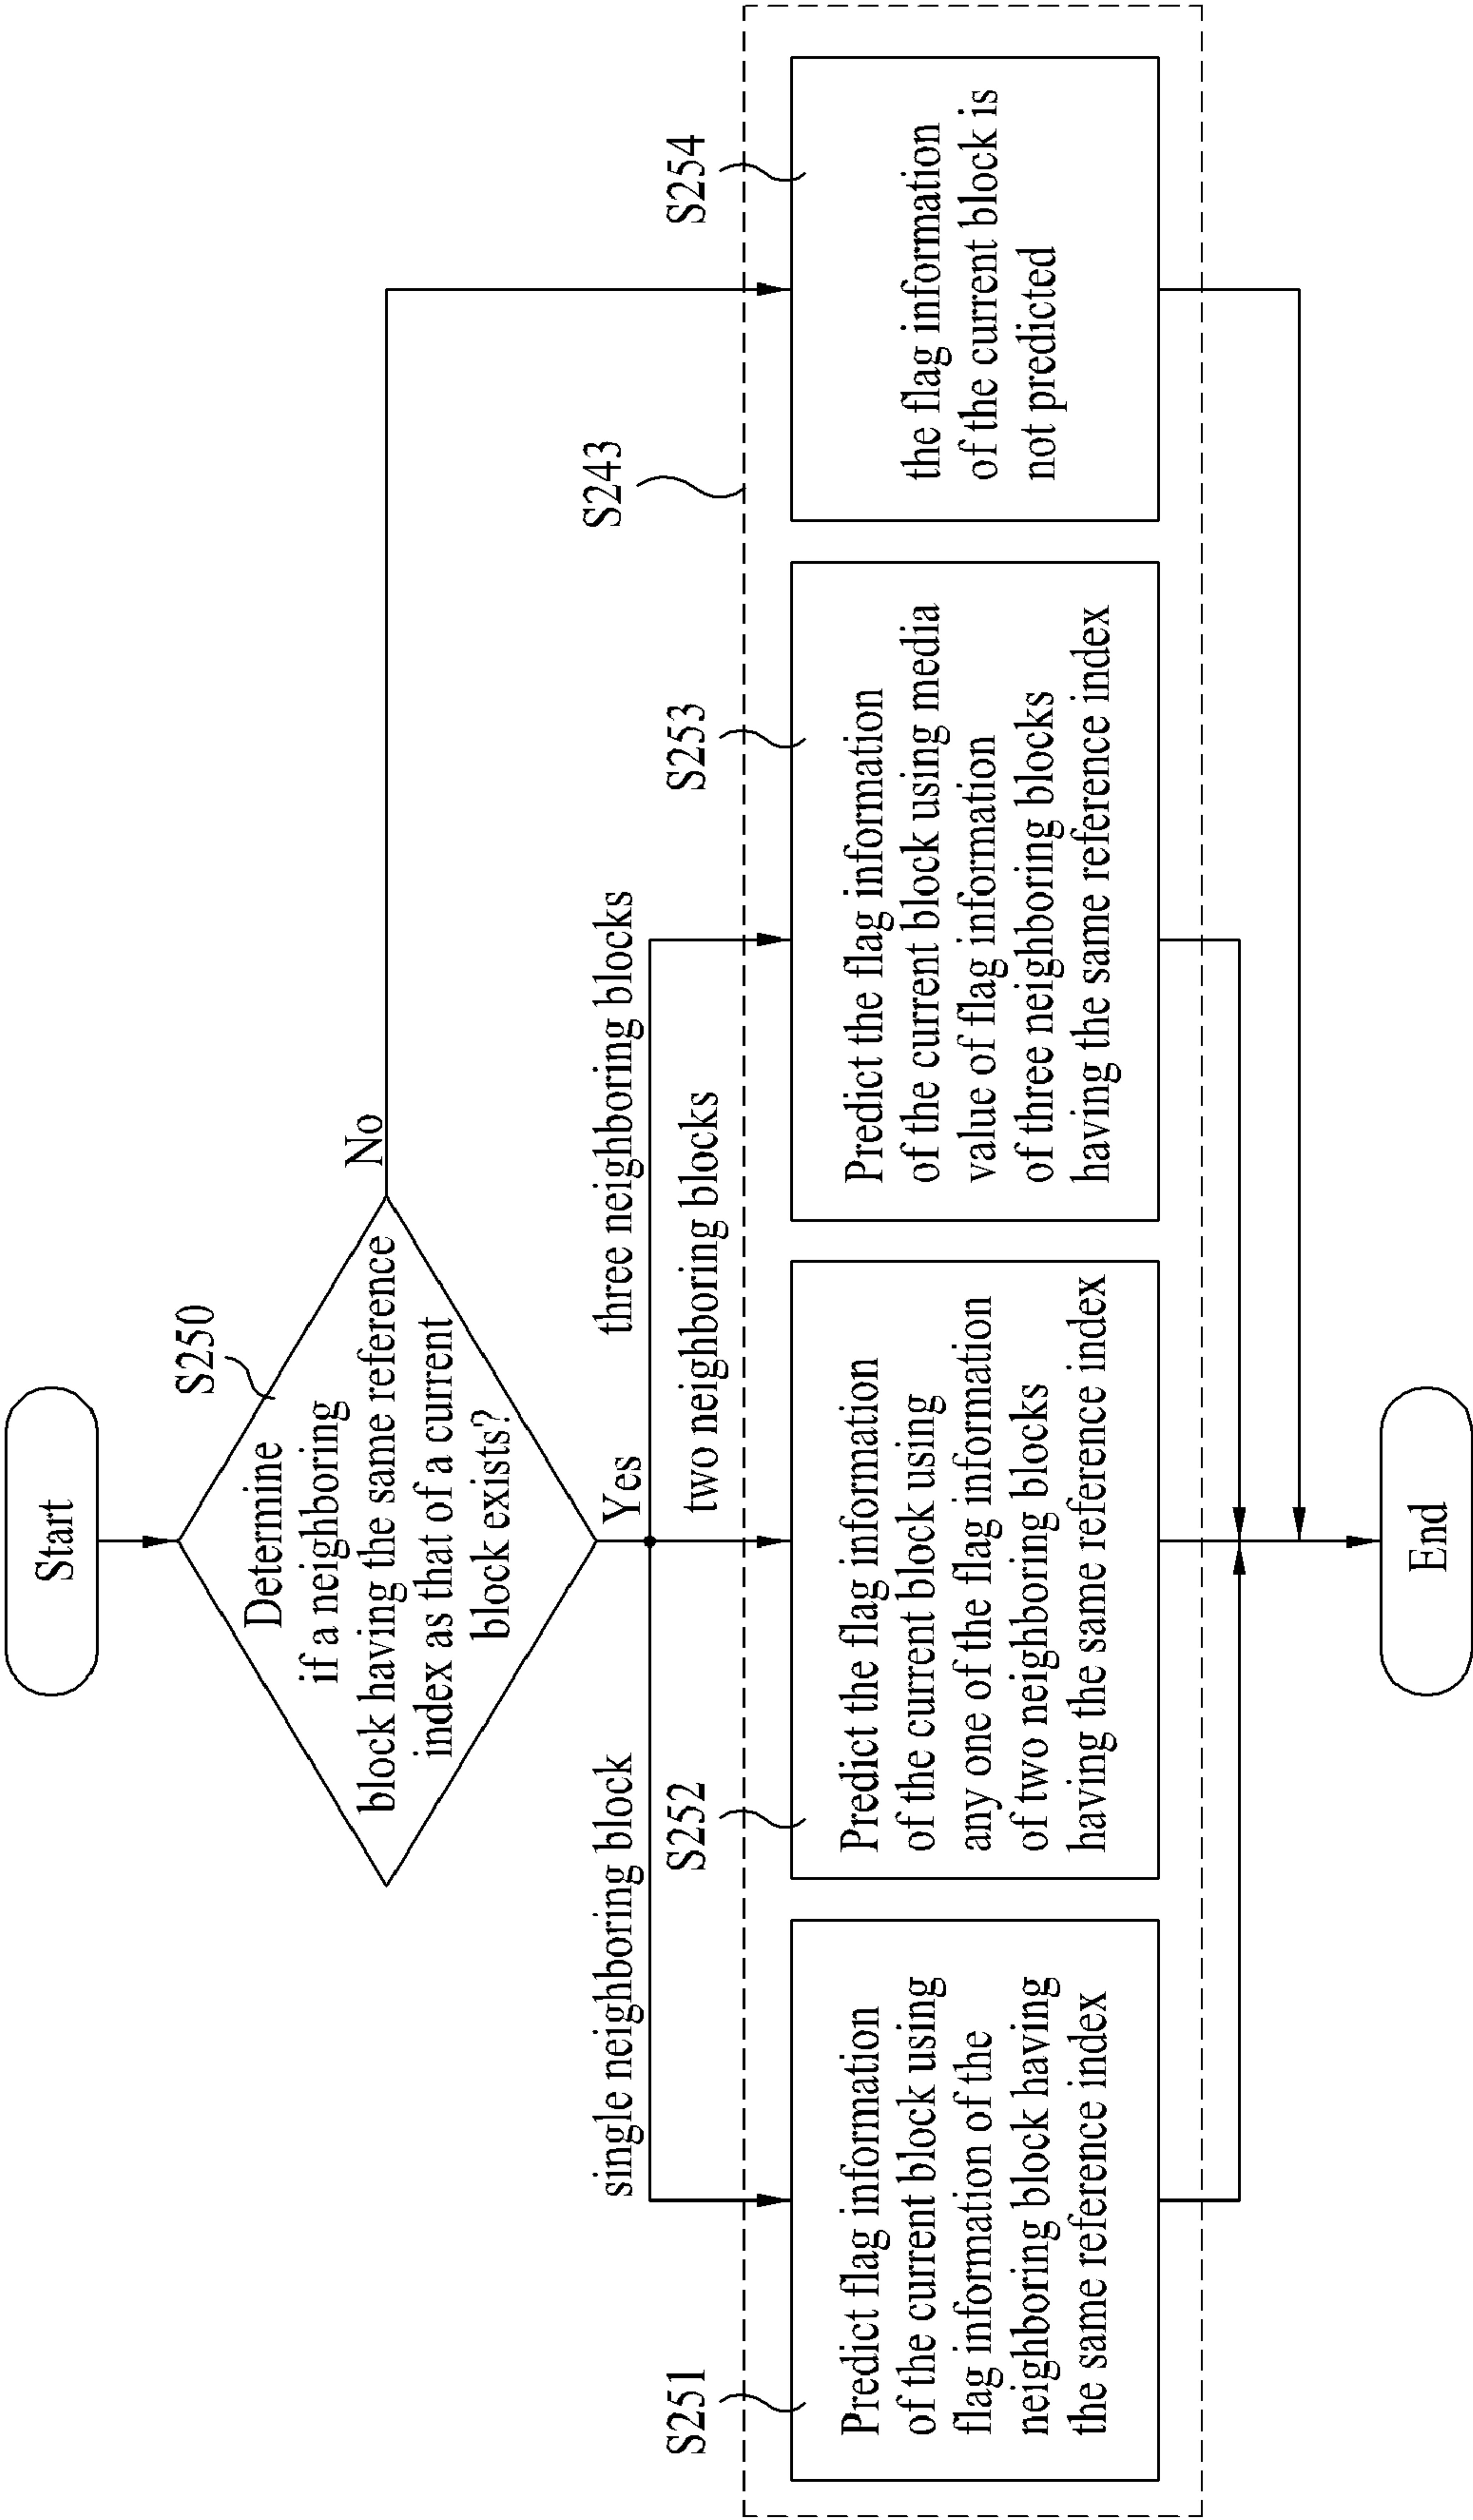 Start
S250
Determine
if a neighboring
block having the same reference
index as that of a current
block exists?
No
Yes
single neighboring block
three neighboring blocks
two neighboring blocks
S243
S251
Predict flag information
of the current block using
flag information of the
neighboring block having
the same reference index
S252
Predict the flag information
of the current block using
any one of the flag information
of two neighboring blocks
having the same reference index
S253
Predict the flag information
of the current block using media
value of flag information
of three neighboring blocks
having the same reference index
S254
the flag information
of the current block is
not predicted
End